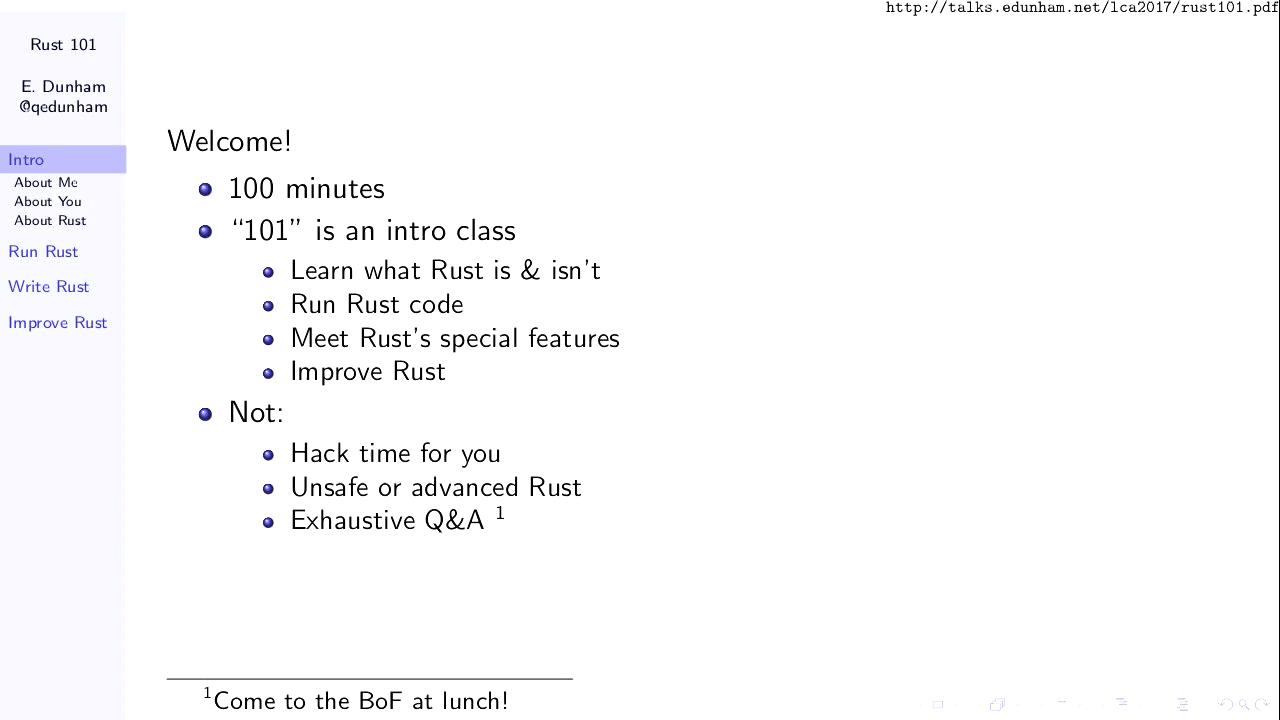 http://talks.edunham.net/lca2017/rust101.pdf
Rust 101
E. Dunham
@qedunham
Intro
About Me
About You
About Rust
Run Rust
Write Rust
Improve Rust
Welcome!
100 minutes
“101” is an intro class
Learn what Rust is & isn't
Run Rust code
Meet Rust's special features
Improve Rust
Not:
Hack time for you
Unsafe or advanced Rust
Exhaustive Q&A 1
1Come to the BoF at lunch!